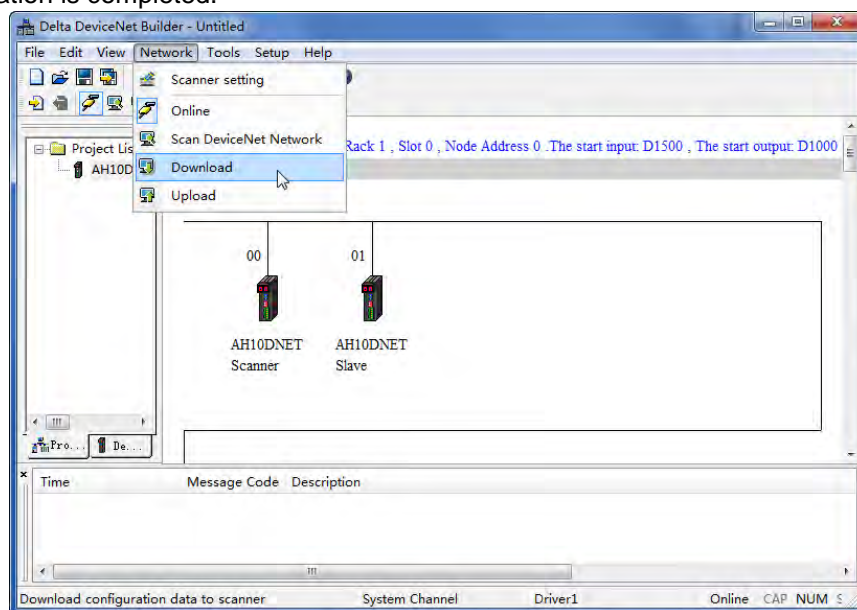 ation is completed.
Delta DeviceNet Builder - Untitled
File Edit View Network Tools Setup Help
Scanner setting
Online
Scan DeviceNet Network
Download
Upload
Project Lis
AH10D
Rack 1 , Slot 0 , Node Address 0 .The start input: D1500 , The start output: D1000
00 01
AH10DNET AH10DNET
Scanner Slave
Pro... De...
Time Message Code Description
Download configuration data to scanner System Channel Driver1 Online CAP NUM S